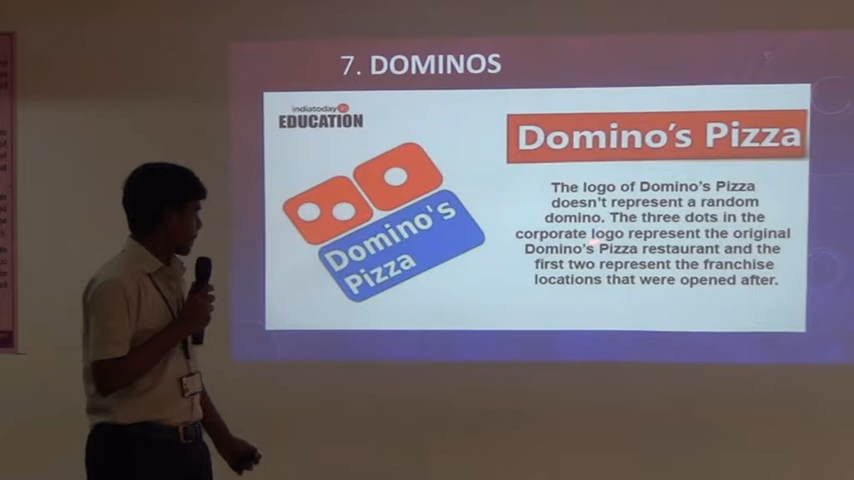 7. DOMINOS
indiatoday.in
EDUCATION
Domino's
Pizza
Domino's Pizza
The logo of Domino's Pizza
doesn't represent a random
domino. The three dots in the
corporate logo represent the original
Domino's Pizza restaurant and the
first two represent the franchise
locations that were opened after.